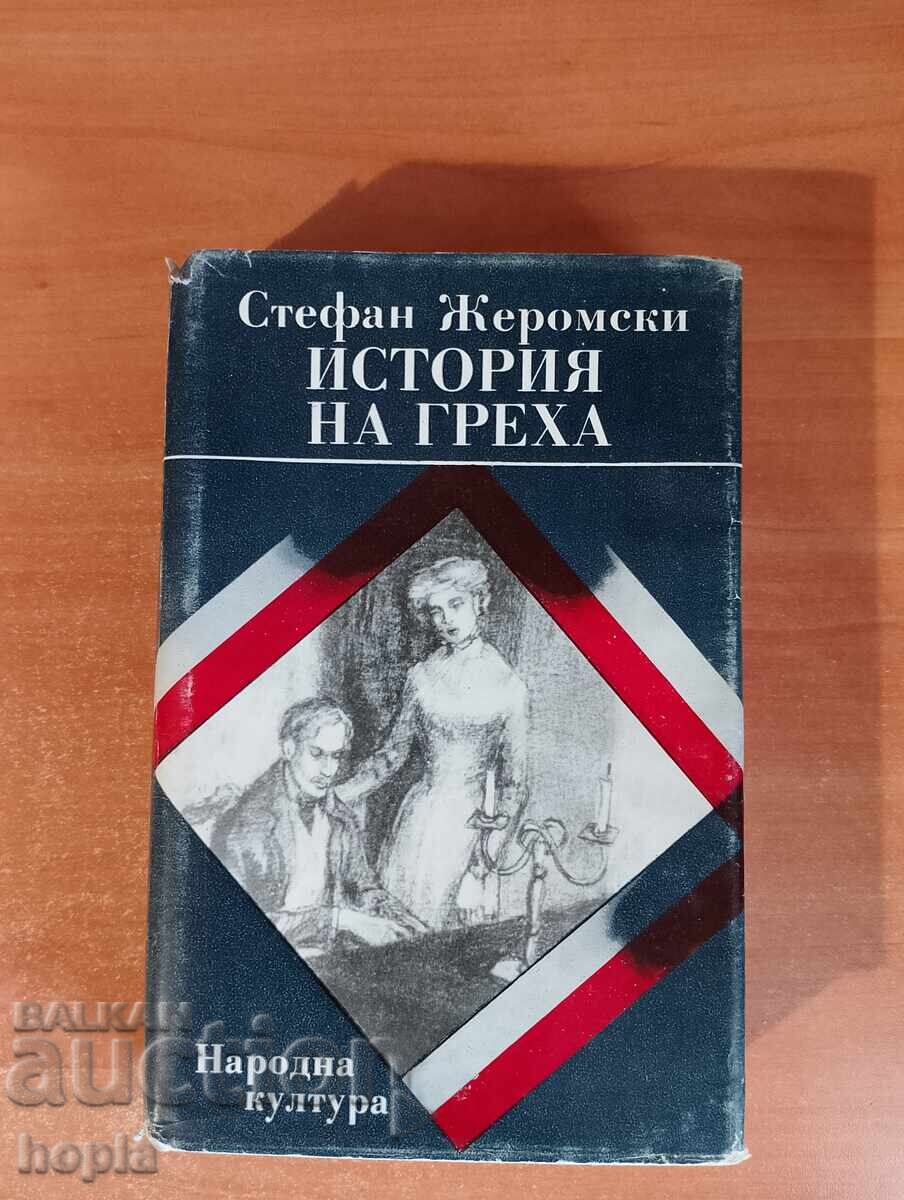 Стефан Жеромски
ИСТОРИЯ
НА ГРЕХА
Народна
култура
BALKAN
auction
hopla